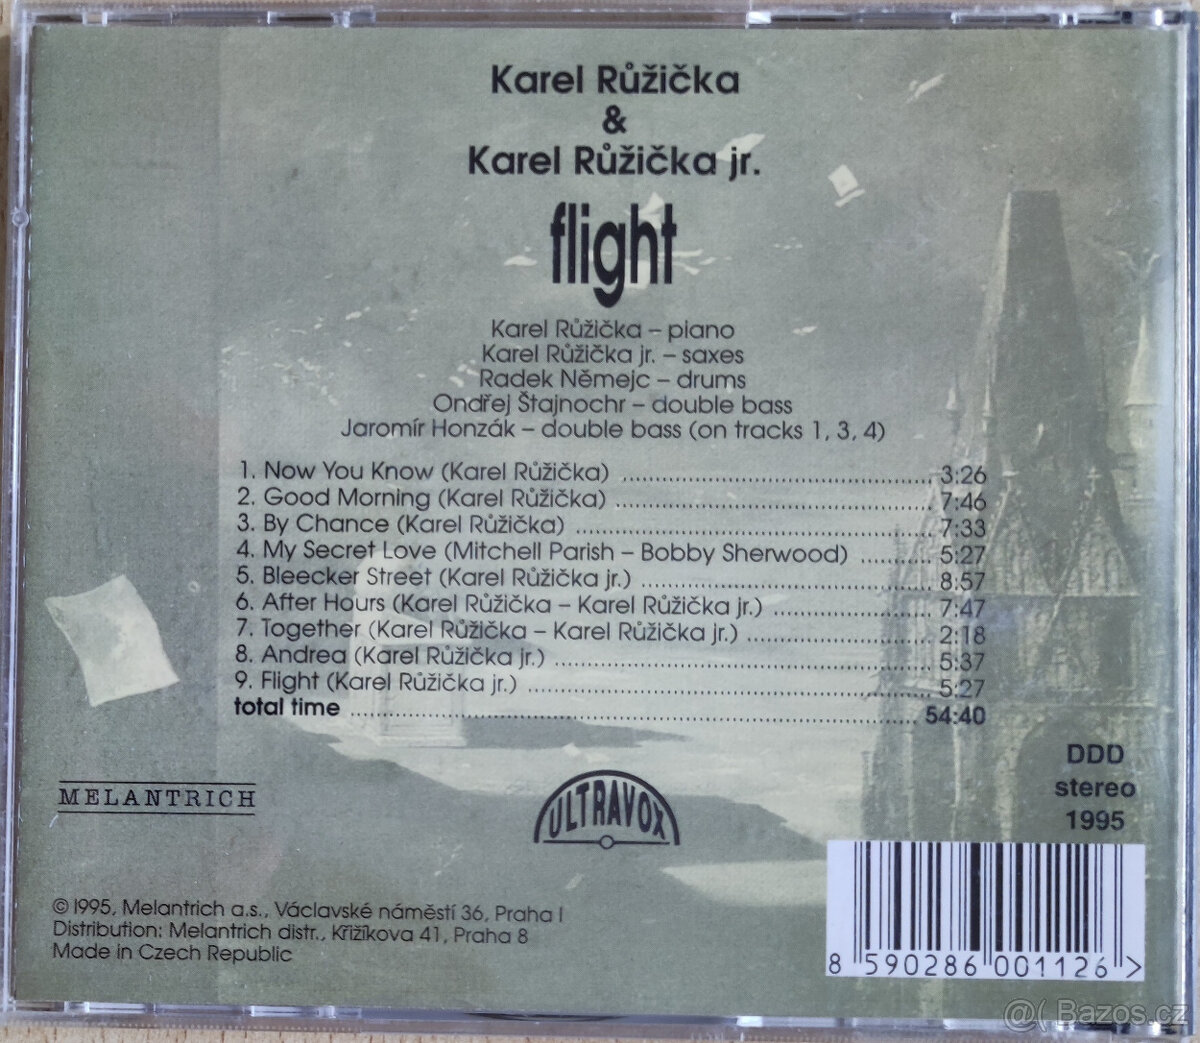 Karel Růžička
&
Karel Růžička jr.
flight
Karel Růžička – piano
Karel Růžička jr. – saxes
Radek Němejc – drums
Ondřej Štajnochr – double bass
Jaromír Honzák – double bass (on tracks 1, 3, 4)
1. Now You Know (Karel Růžička) ........ 3:26
2. Good Morning (Karel Růžička) ........ 7:46
3. By Chance (Karel Růžička) ........ 7:33
4. My Secret Love (Mitchell Parish – Bobby Sherwood) ........ 5:27
5. Bleecker Street (Karel Růžička jr.) ........ 8:57
6. After Hours (Karel Růžička – Karel Růžička jr.) ........ 7:47
7. Together (Karel Růžička – Karel Růžička jr.) ........ 2:18
8. Andrea (Karel Růžička jr.) ........ 5:37
9. Flight (Karel Růžička jr.) ........ 5:27
total time ........ 54:40
DDD
stereo
1995
MELANTRICH
ULTRAVOX
© 1995, Melantrich a.s., Václavské náměstí 36, Praha I
Distribution: Melantrich distr., Křižíkova 41, Praha 8
Made in Czech Republic
8 590286 001126 >
@( Bazos.cz